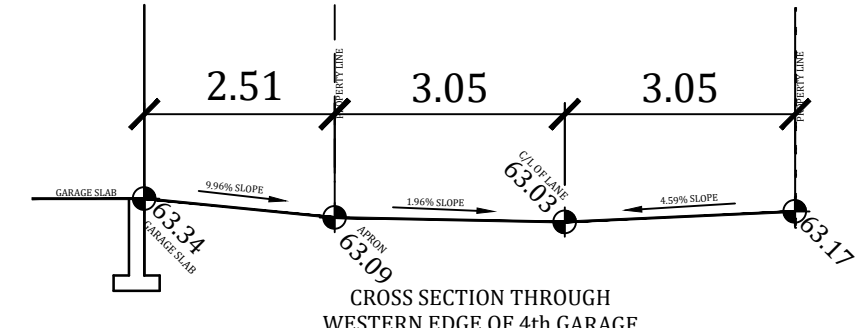 2.51
3.05
3.05
PROPERTY LINE
PROPERTY LINE
GARAGE SLAB
9.96% SLOPE
1.96% SLOPE
4.59% SLOPE
63.34
GARAGE SLAB
APRON
63.09
C/L OF LANE
63.03
63.17
CROSS SECTION THROUGH
WESTERN EDGE OF 4th GARAGE